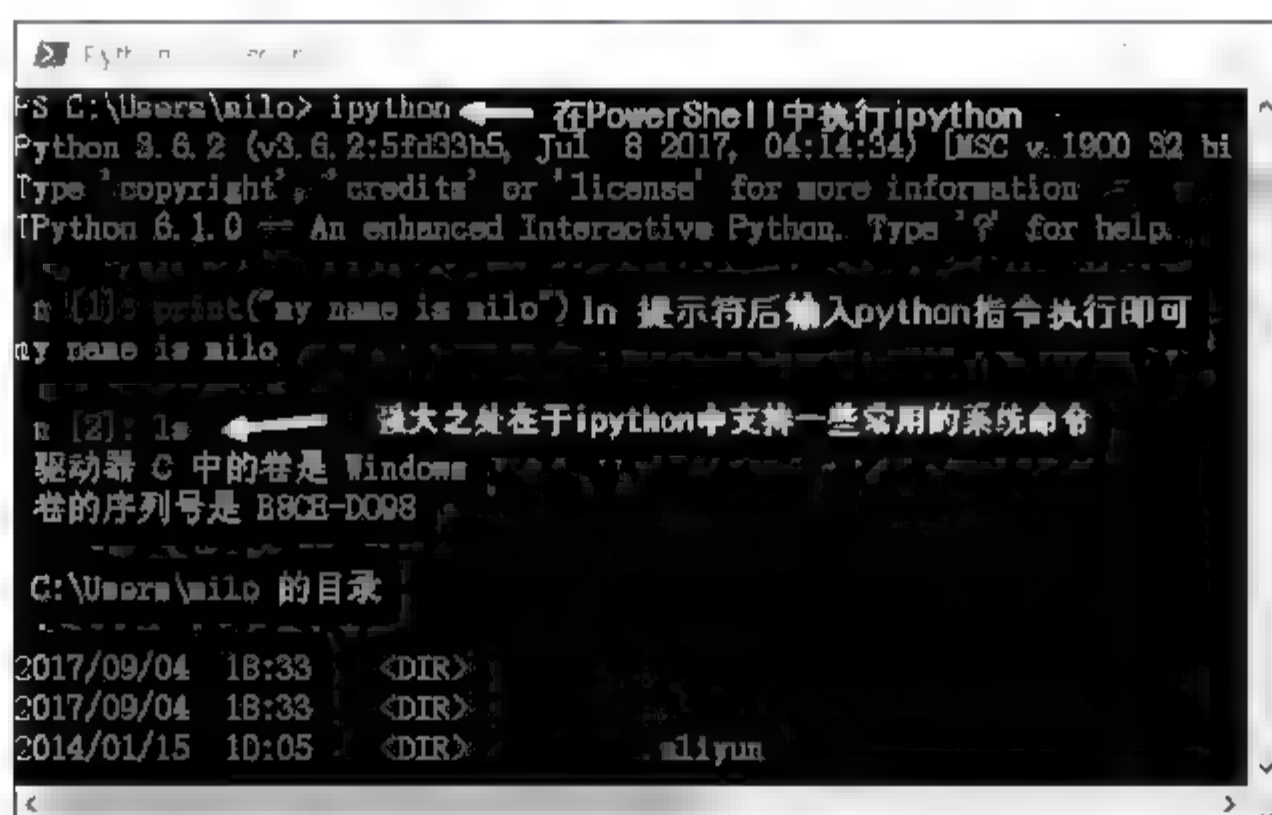 PS C:\Users\milo> ipython 在PowerShell中执行ipython
Python 3.6.2 (v3.6.2:5fd33b5, Jul 8 2017, 04:14:34) [MSC v.1900 32 bi
Type 'copyright', 'credits' or 'license' for more information
IPython 6.1.0 -- An enhanced Interactive Python. Type '?' for help.
n [1]: print("my name is milo") In 提示符后输入python指令执行即可
my name is milo
n [2]: ls 强大之处在于ipython中支持一些常用的系统命令
驱动器 C 中的卷是 Windows
卷的序列号是 B8CE-D098
C:\Users\milo 的目录
2017/09/04 18:33 <DIR>
2017/09/04 18:33 <DIR>
2014/01/15 10:05 <DIR> aliyun